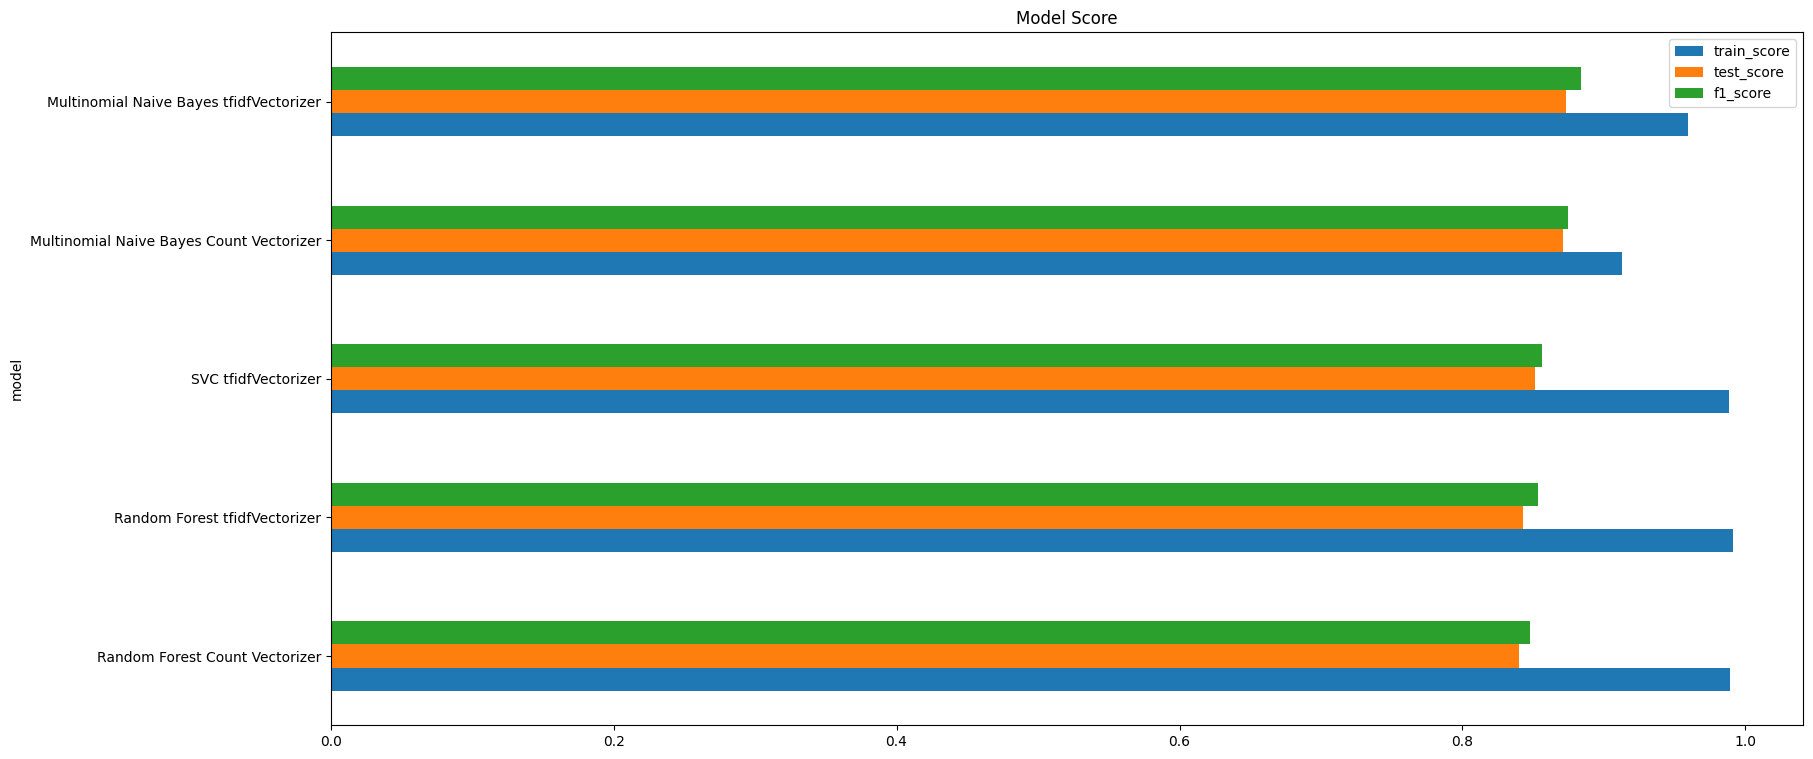 Model Score
train_score
test_score
f1_score
Multinomial Naive Bayes tfidfVectorizer
Multinomial Naive Bayes Count Vectorizer
SVC tfidfVectorizer
Random Forest tfidfVectorizer
Random Forest Count Vectorizer
model
0.0 0.2 0.4 0.6 0.8 1.0